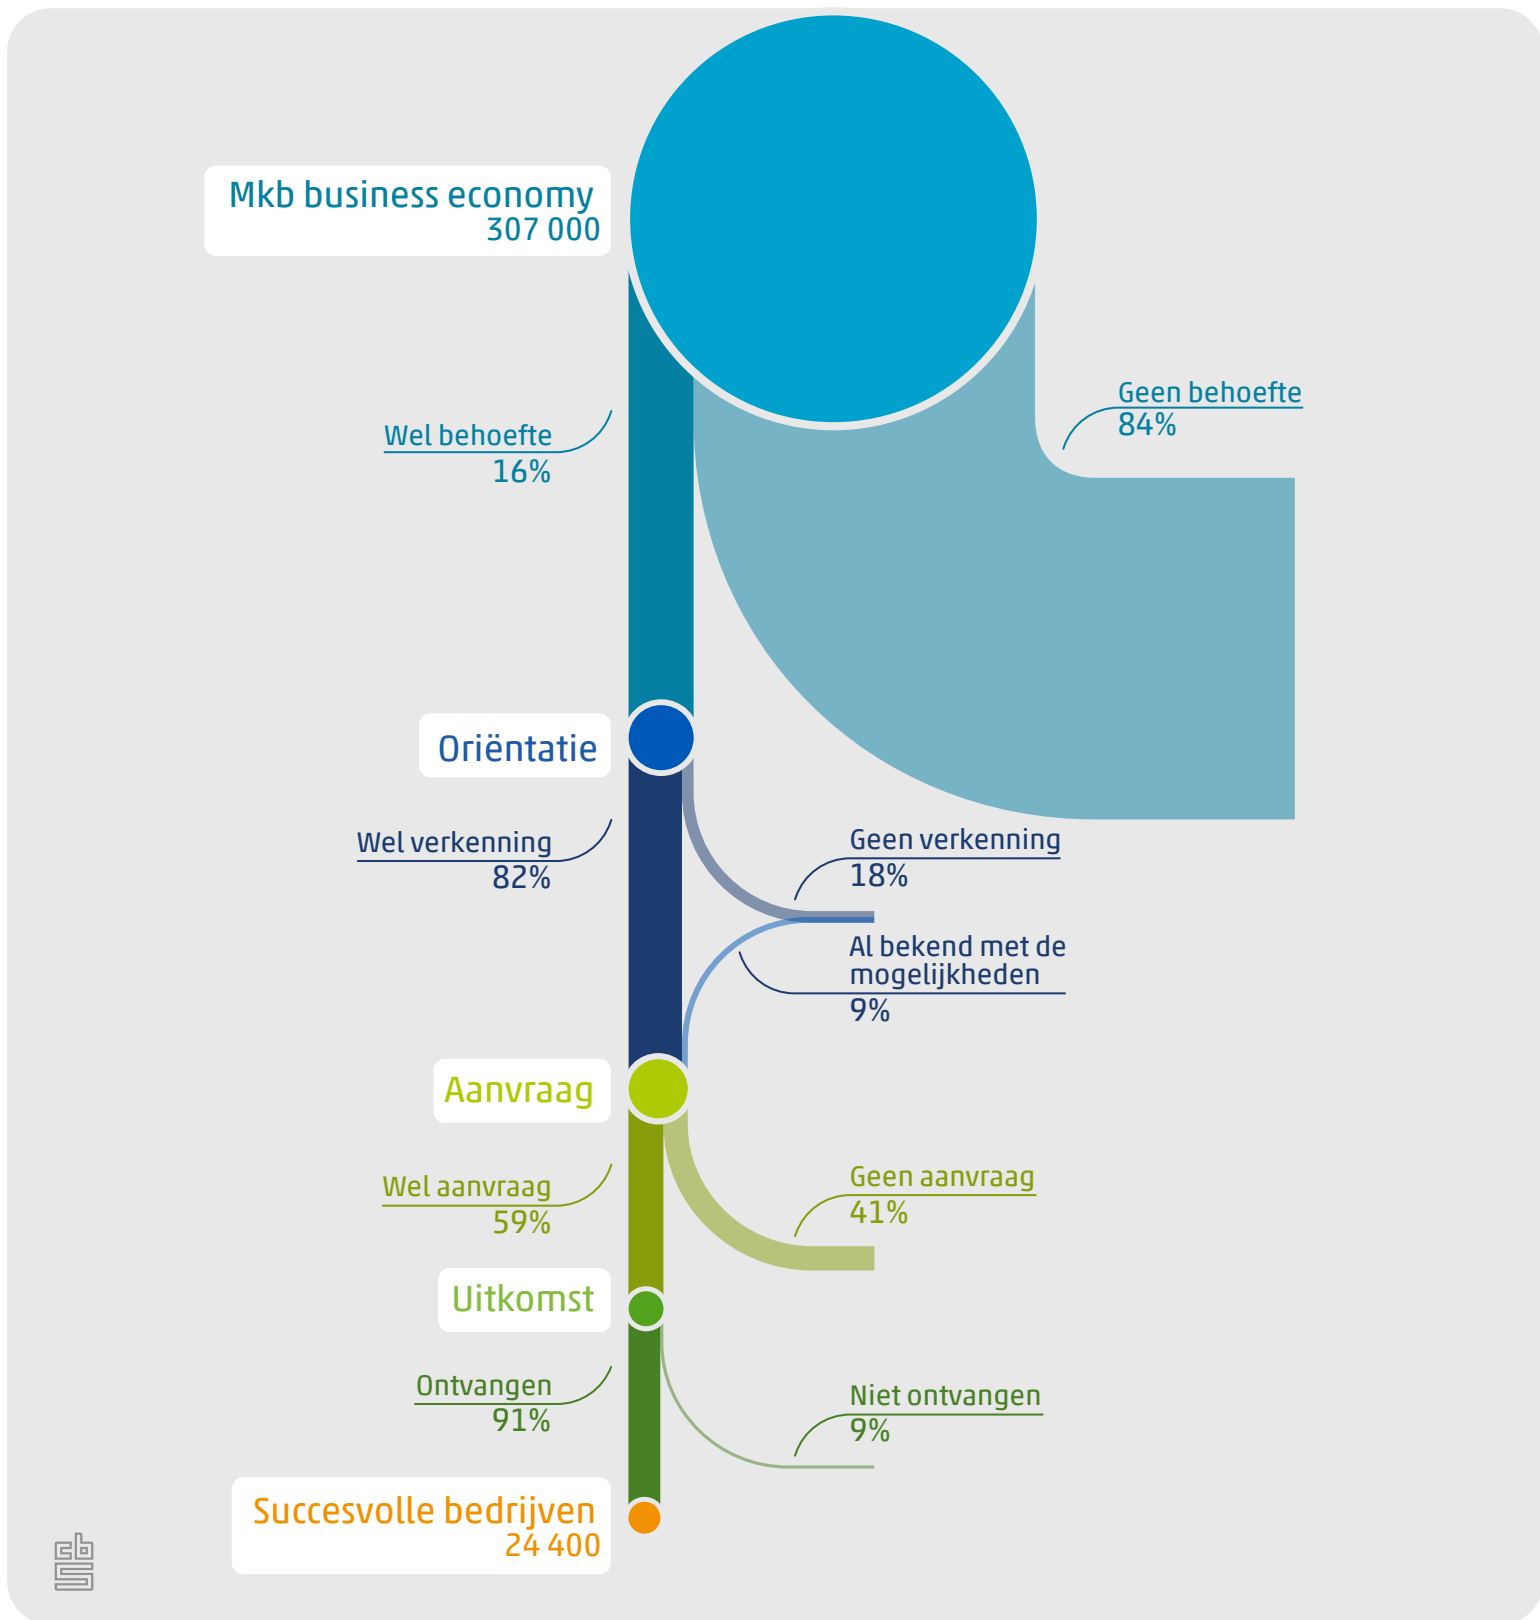 Mkb business economy
307 000
Geen behoefte
84%
Wel behoefte
16%
Oriëntatie
Wel verkenning
82%
Geen verkenning
18%
Al bekend met de
mogelijkheden
9%
Aanvraag
Wel aanvraag
59%
Geen aanvraag
41%
Uitkomst
Ontvangen
91%
Niet ontvangen
9%
Succesvolle bedrijven
24 400
cbs